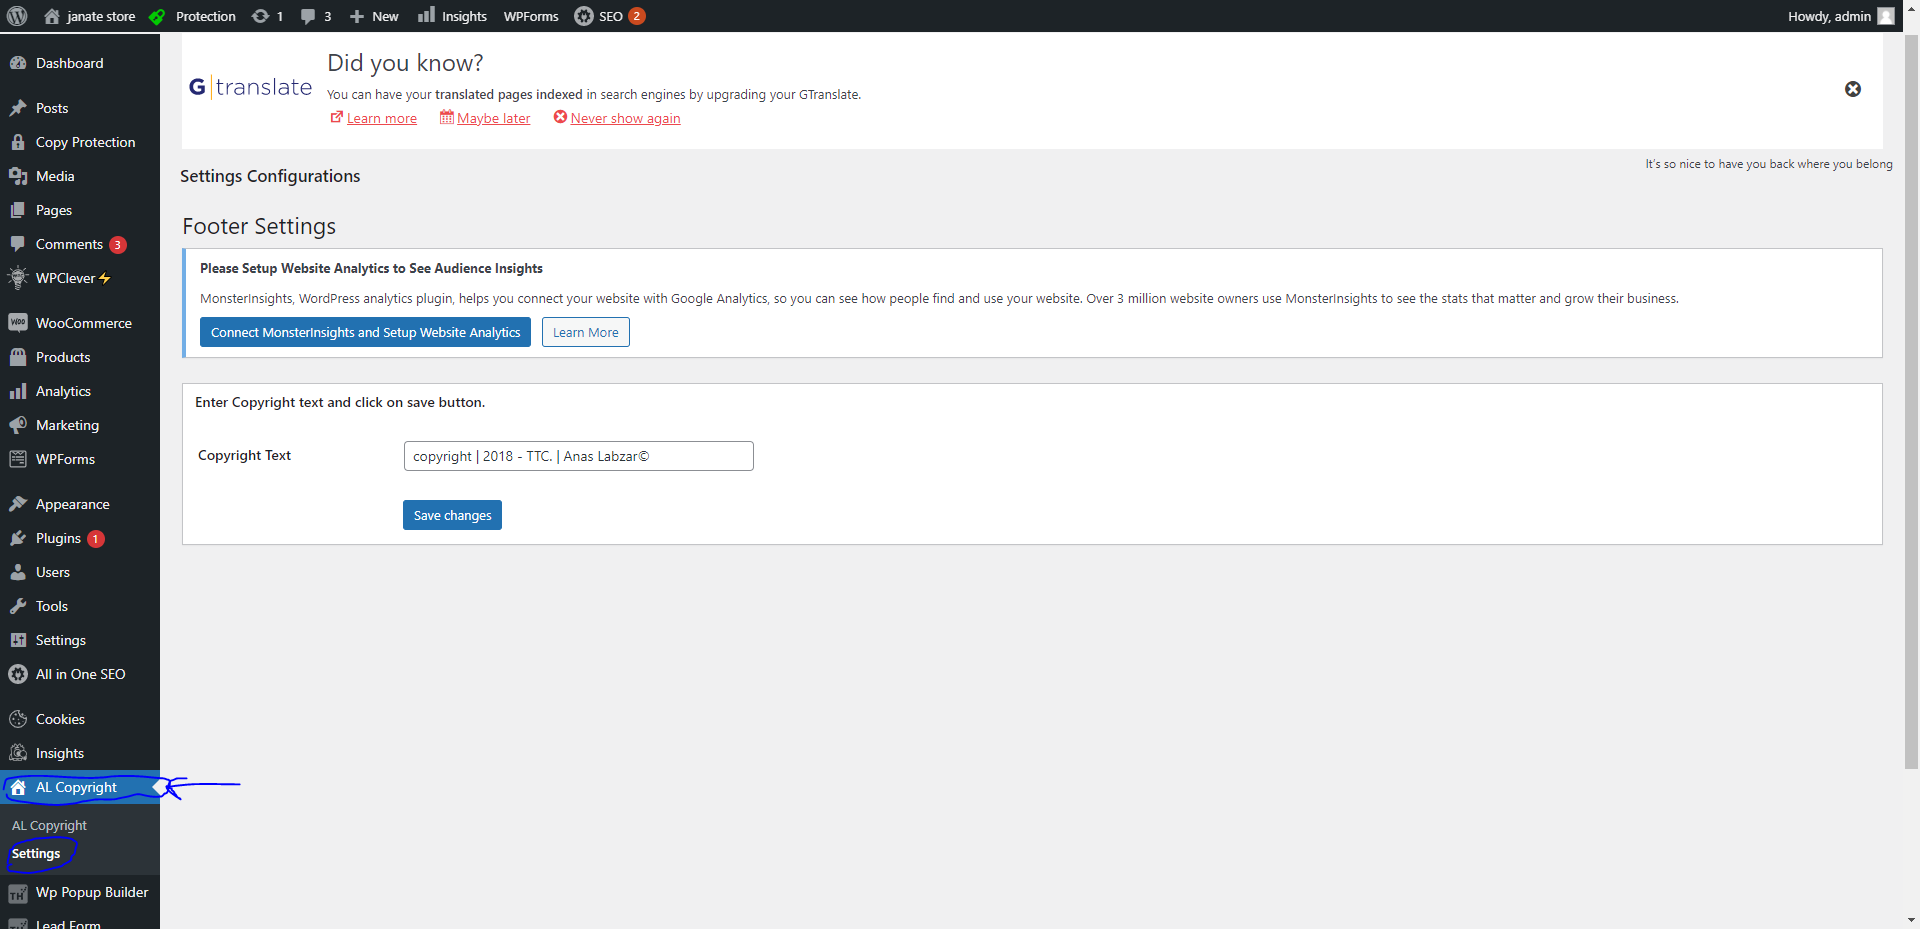 janate store Protection 1 3 New Insights WPForms SEO 2 Howdy, admin
Dashboard
Posts
Copy Protection
Media
Pages
Comments 3
WPClever⚡
WooCommerce
Products
Analytics
Marketing
WPForms
Appearance
Plugins 1
Users
Tools
Settings
All in One SEO
Cookies
Insights
AL Copyright
AL Copyright
Settings
Wp Popup Builder
Lead Form
G|translate
Did you know?
You can have your translated pages indexed in search engines by upgrading your GTranslate.
Learn more Maybe later Never show again
It's so nice to have you back where you belong
Settings Configurations
Footer Settings
Please Setup Website Analytics to See Audience Insights
MonsterInsights, WordPress analytics plugin, helps you connect your website with Google Analytics, so you can see how people find and use your website. Over 3 million website owners use MonsterInsights to see the stats that matter and grow their business.
Connect MonsterInsights and Setup Website Analytics Learn More
Enter Copyright text and click on save button.
Copyright Text copyright | 2018 - TTC. | Anas Labzar©
Save changes